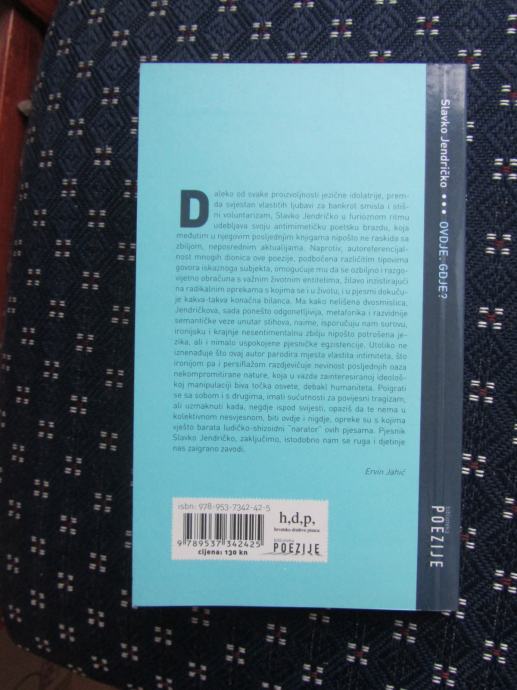 Daleko od svake proizvoljnosti jezične idolatrije, prem-
da svjestan vlastitih ljubavi za bankrot smisla i stiš-
ni voluntarizam, Slavko Jendričko u furioznom ritmu
udebljava svoju antimimetičku poetsku brazdu, koja
međutim u njegovim posljednjim knjigama nipošto ne raskida sa
zbiljom, neposrednim aktualijama. Naprotiv, autoreferencijal-
nost mnogih dionica ove poezije, podbočena različitim tipovima
govora iskaznoga subjekta, omogućuje mu da se ozbiljno i razgo-
vijetno obračuna s važnim životnim entitetima, žilavo inzistirajući
na radikalnim oprekama s kojima se i u životu, i u pjesmi dokuču-
je kakva-takva konačna bilanca. Ma kako nelišena dvosmislica,
Jendričkova, sada ponešto odgonetljivija, metaforika i razvidnije
semantičke veze unutar stihova, naime, isporučuju nam surovu,
ironijsku i krajnje nesentimentalnu zbilju nipošto potrošena je-
zika, ali i nimalo uspokojene pjesničke egzistencije. Utoliko ne
iznenađuje što ovaj autor parodira mjesta vlastita intimiteta, što
ironijom pa i persiflažom razdjevičuje nevinost posljednjih oaza
nekompromitirane nature, koja u vazda zainteresiranoj ideološ-
koj manipulaciji biva točka osvete, debakl humaniteta. Poigrati
se sa sobom i s drugima, imati sućutnosti za povijesni tragizam,
ali uzmaknuti kada, negdje ispod svijesti, opaziš da te nema u
kolektivnom nesvjesnom, biti ovdje i nigdje, opreke su s kojima
vješto barata ludičko-shizoidni "narator" ovih pjesama. Pjesnik
Slavko Jendričko, zaključimo, istodobno nam se ruga i djetinje
nas zaigrano zavodi.
Ervin Jahić
isbn: 978-953-7342-42-5
9 789537 342425
cijena: 130 kn
h,d,p,
hrvatsko društvo pisaca
biblioteka
POEZIJE
Slavko Jendričko ••• OVDJE. GDJE?
biblioteka
POEZIJE